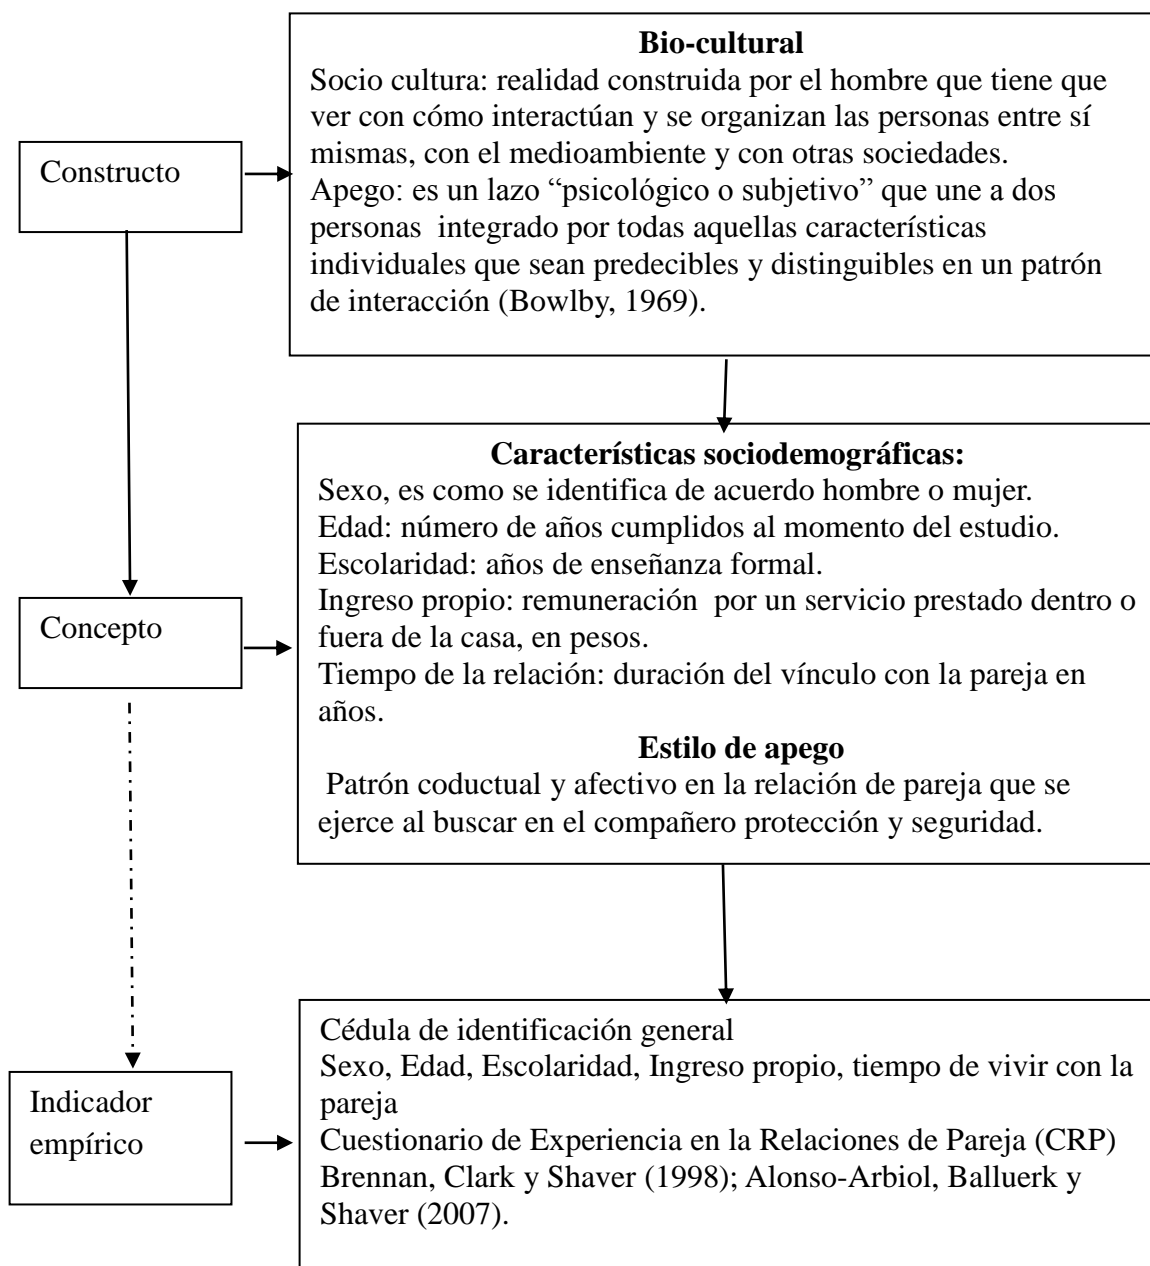 Bio-cultural
Socio cultura: realidad construida por el hombre que tiene que
ver con cómo interactúan y se organizan las personas entre sí
mismas, con el medioambiente y con otras sociedades.
Apego: es un lazo “psicológico o subjetivo” que une a dos
personas integrado por todas aquellas características
individuales que sean predecibles y distinguibles en un patrón
de interacción (Bowlby, 1969).
Constructo
Características sociodemográficas:
Sexo, es como se identifica de acuerdo hombre o mujer.
Edad: número de años cumplidos al momento del estudio.
Escolaridad: años de enseñanza formal.
Ingreso propio: remuneración por un servicio prestado dentro o
fuera de la casa, en pesos.
Tiempo de la relación: duración del vínculo con la pareja en
años.
Estilo de apego
Patrón coductual y afectivo en la relación de pareja que se
ejerce al buscar en el compañero protección y seguridad.
Concepto
Cédula de identificación general
Sexo, Edad, Escolaridad, Ingreso propio, tiempo de vivir con la
pareja
Cuestionario de Experiencia en la Relaciones de Pareja (CRP)
Brennan, Clark y Shaver (1998); Alonso-Arbiol, Balluerk y
Shaver (2007).
Indicador
empírico